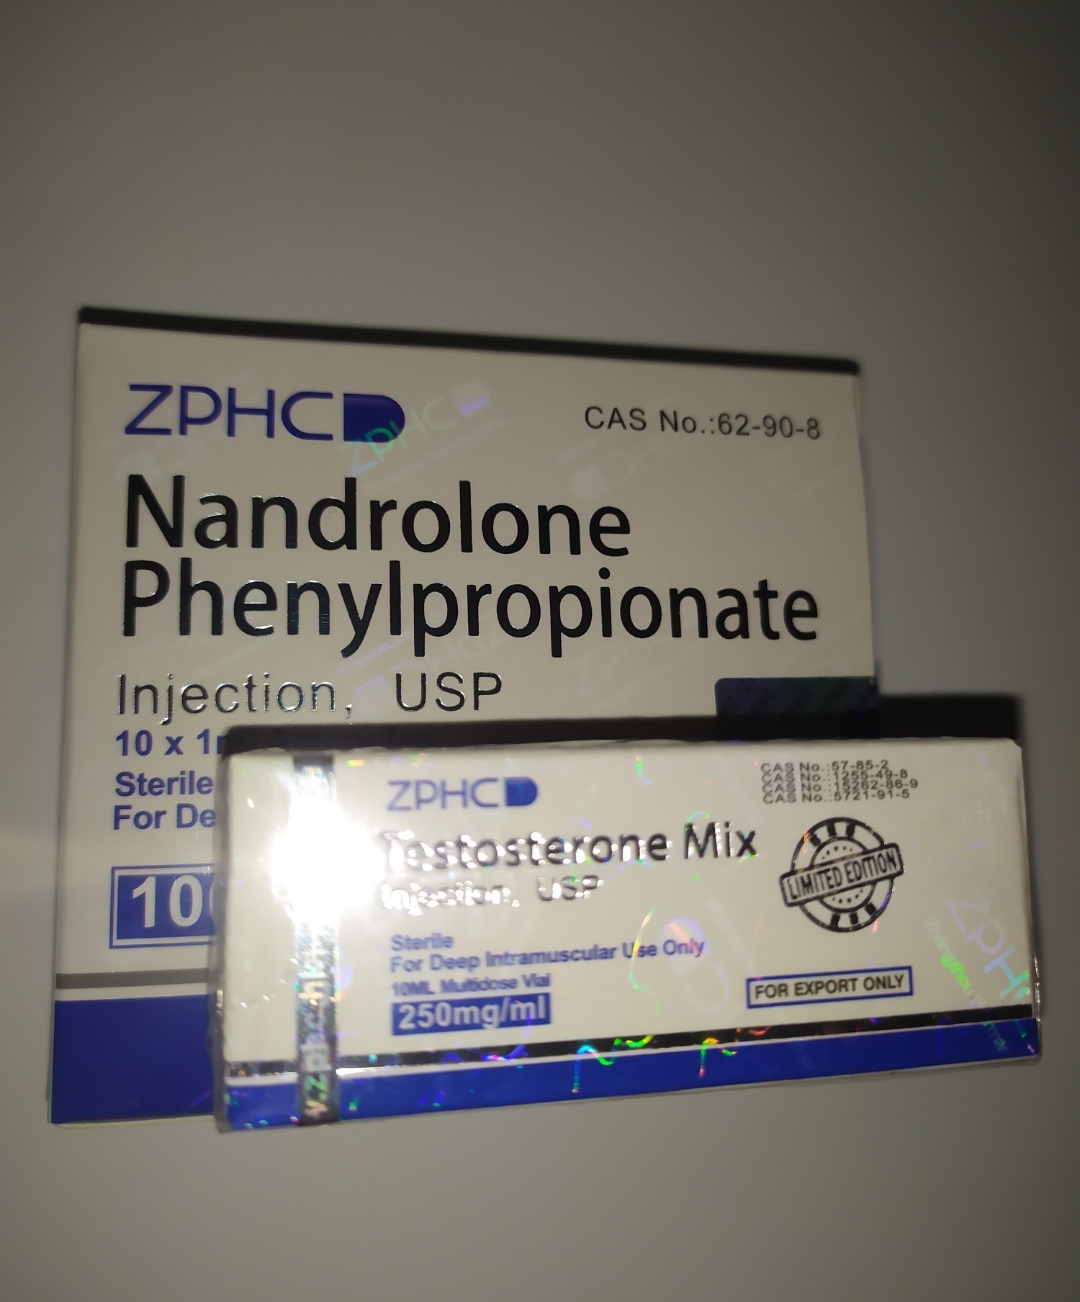 ZPHC
CAS No.:62-90-8
Nandrolone
Phenylpropionate
Injection, USP
10 x 1
Sterile
For De
10
ZPHC
CAS No.:57-85-2
CAS No.:1255-49-8
CAS No.:15262-86-9
CAS No.:5721-91-5
Testosterone Mix
Injection, USP
LIMITED EDITION
Sterile
For Deep Intramuscular Use Only
10ML Multidose Vial
250mg/ml
FOR EXPORT ONLY
ZPHC